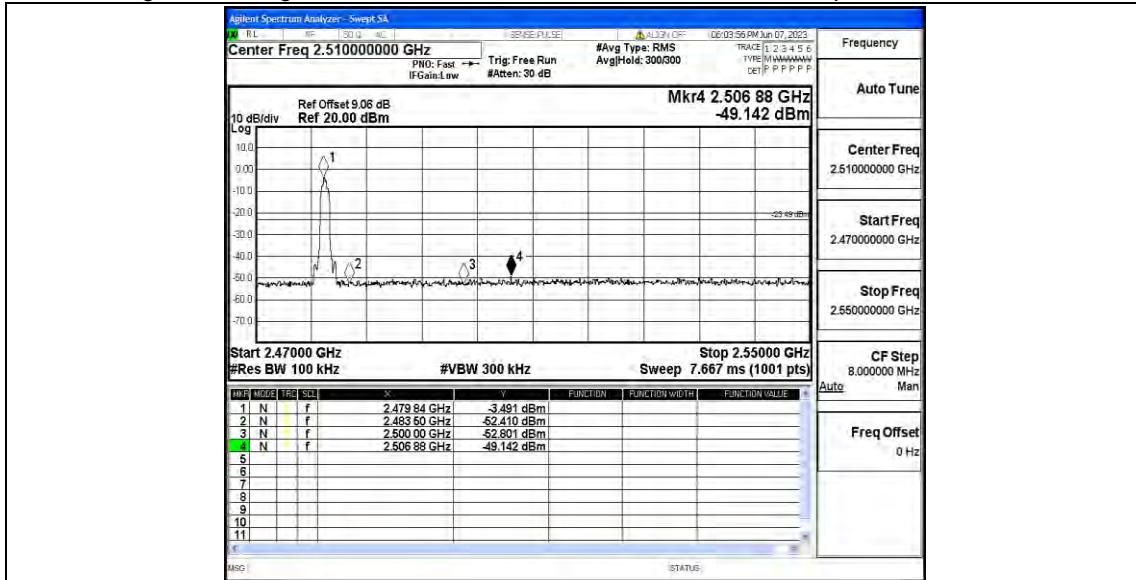 Agilent Spectrum Analyzer - Swept SA
RL RF 50 Ω AC SENSE:PULSE ALIGN OFF 06:03:56 PM Jun 07, 2023
Center Freq 2.510000000 GHz
PNO: Fast
IFGain:Low
Trig: Free Run
#Atten: 30 dB
#Avg Type: RMS
Avg|Hold: 300/300
TRACE 1 2 3 4 5 6
TYPE M W W W W W
DET P P P P P P
Ref Offset 9.06 dB
10 dB/div Ref 20.00 dBm
Log
Mkr4 2.506 88 GHz
-49.142 dBm
10.0
0.00
-10.0
-20.0
-30.0
-40.0
-50.0
-60.0
-70.0
1
2
3
4
-23.49 dBm
Start 2.47000 GHz Stop 2.55000 GHz
#Res BW 100 kHz #VBW 300 kHz Sweep 7.667 ms (1001 pts)
MKR MODE TRC SCL X Y FUNCTION FUNCTION WIDTH FUNCTION VALUE
1 N f 2.479 84 GHz -3.491 dBm
2 N f 2.483 50 GHz -52.410 dBm
3 N f 2.500 00 GHz -52.801 dBm
4 N f 2.506 88 GHz -49.142 dBm
5
6
7
8
9
10
11
MSG STATUS
Frequency
Auto Tune
Center Freq
2.510000000 GHz
Start Freq
2.470000000 GHz
Stop Freq
2.550000000 GHz
CF Step
8.000000 MHz
Auto Man
Freq Offset
0 Hz